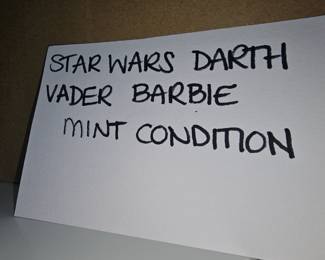 STAR WARS DARTH
VADER BARBIE
MINT CONDITION